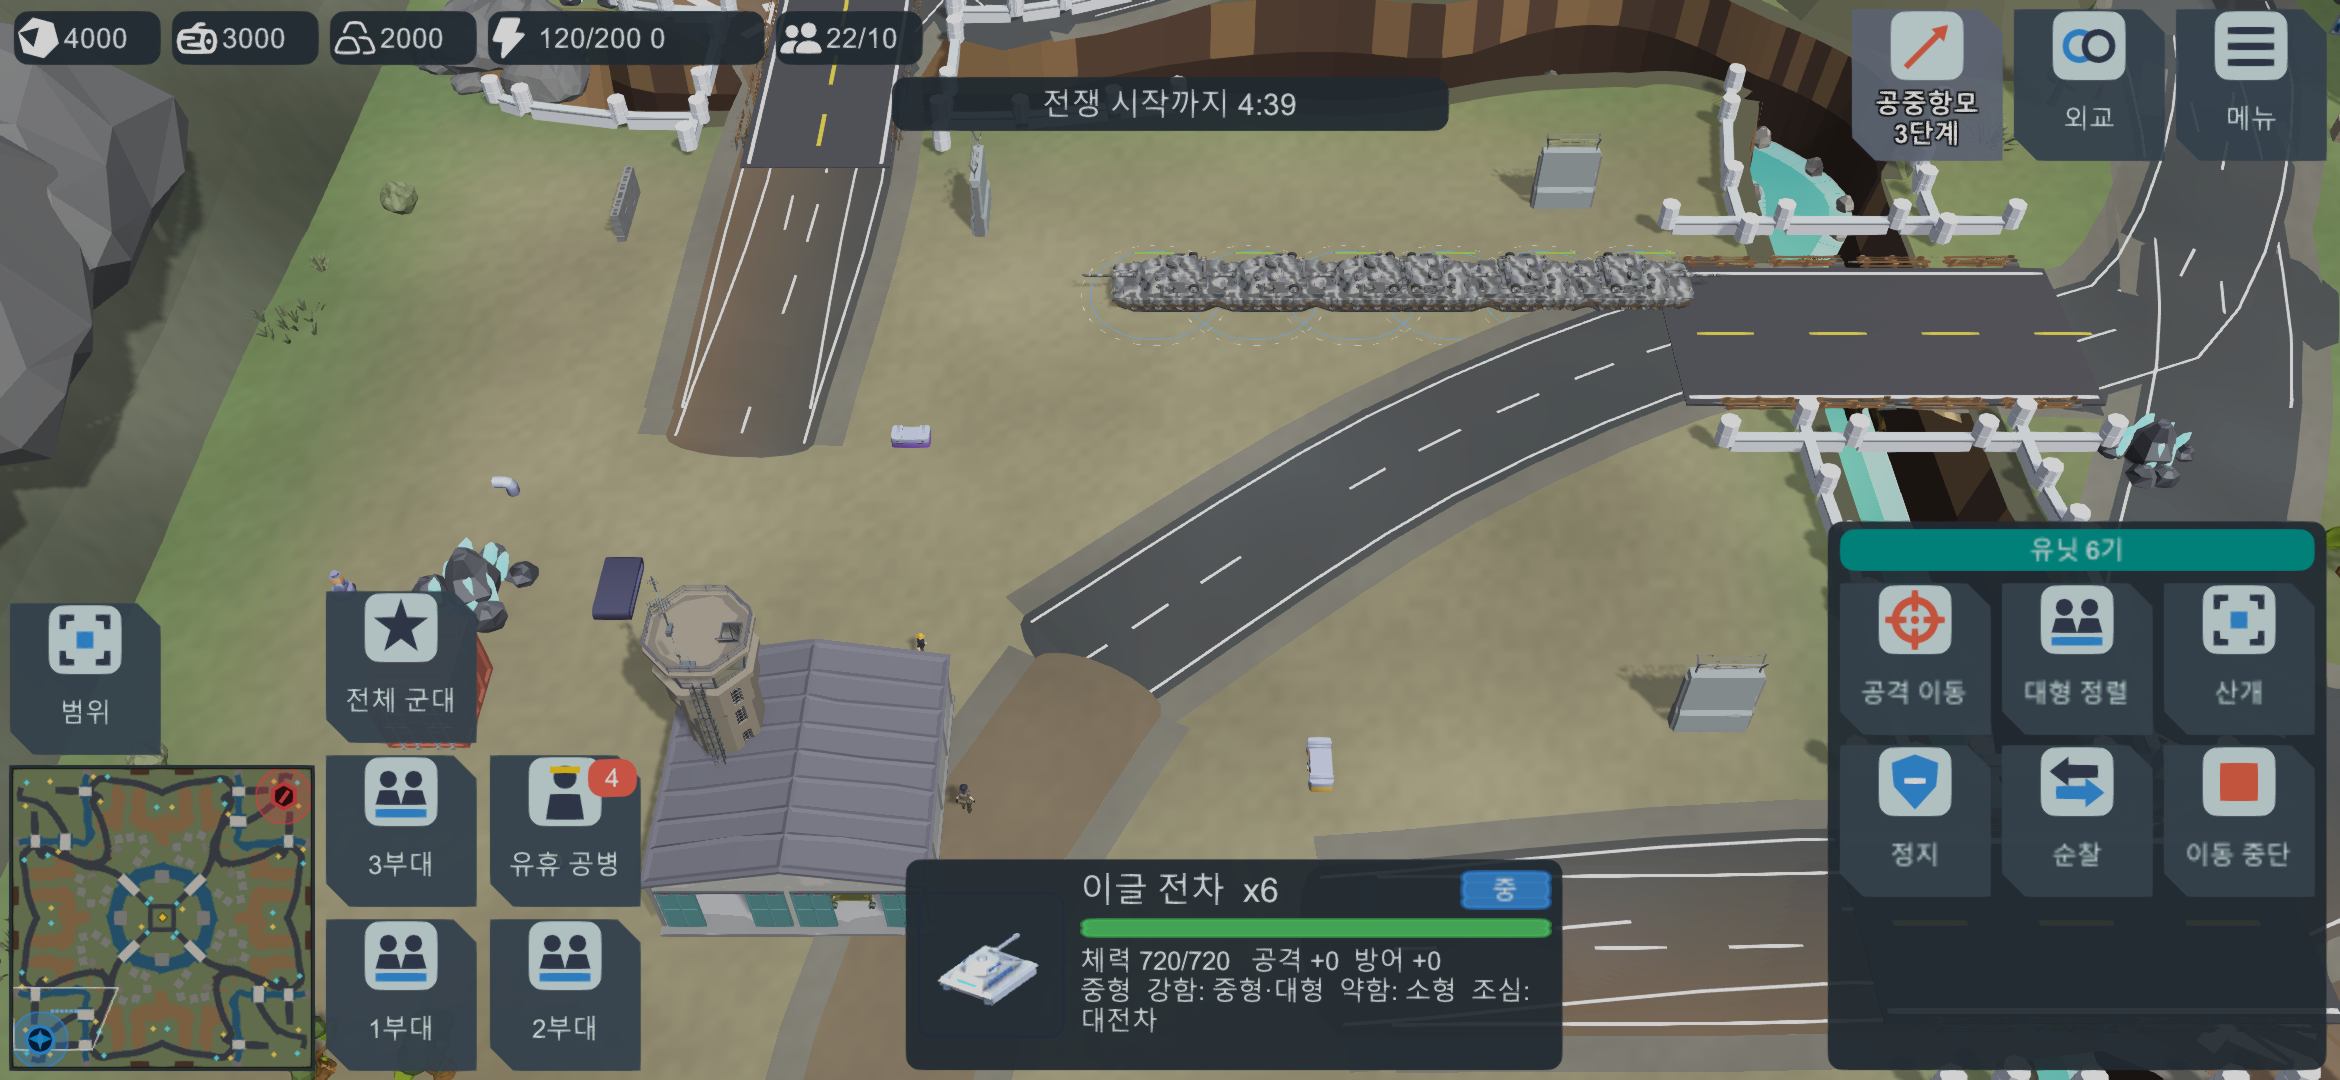 4000
3000
2000
120/200 0
22/10
전쟁 시작까지 4:39
공중항모
3단계
외교
메뉴
유닛 6기
공격 이동
대형 정렬
산개
정지
순찰
이동 중단
범위
전체 군대
3부대
유휴 공병
4
1부대
2부대
이글 전차 x6
중
체력 720/720 공격 +0 방어 +0
중형 강함: 중형·대형 약함: 소형 조심:
대전차